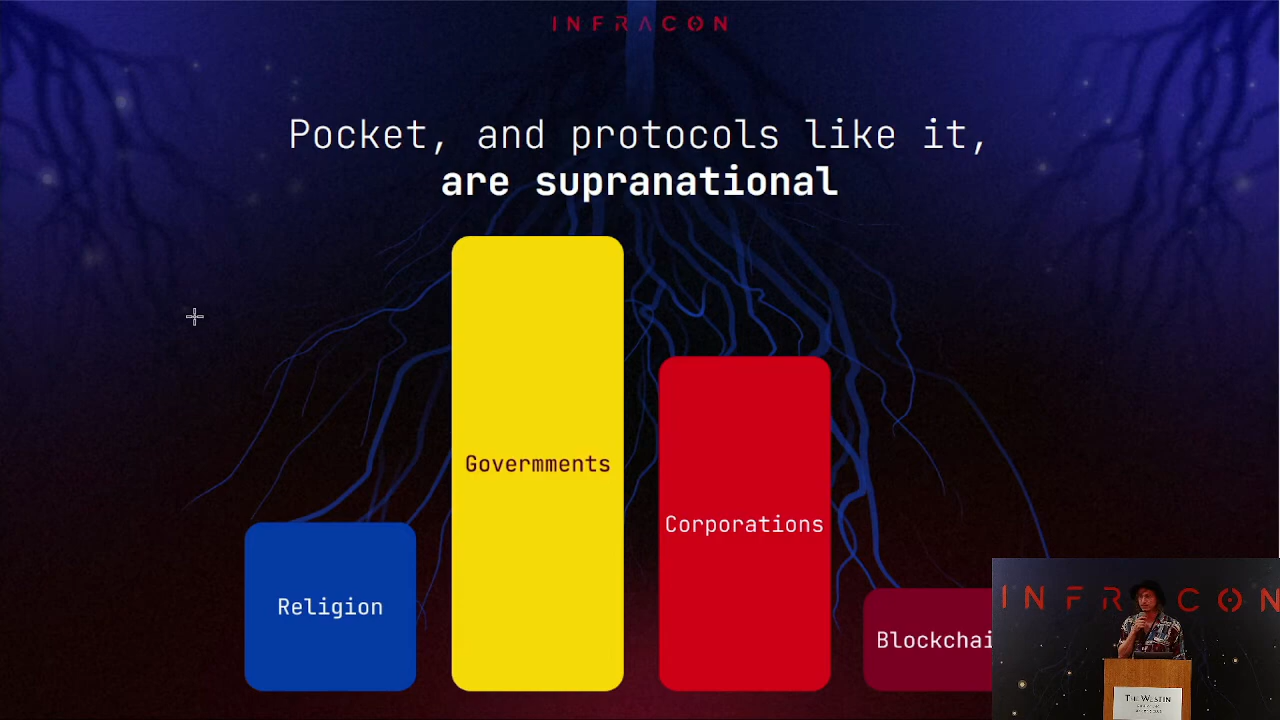 INFRACON
Pocket, and protocols like it,
are supranational
Govermments
Corporations
Religion
Blockchai
INFRACON
THE WESTIN